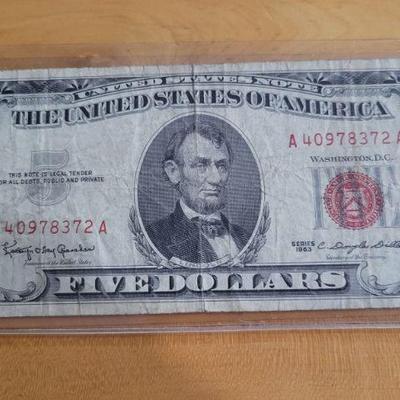 UNITED STATES NOTE
THE UNITED STATES OF AMERICA
A 40978372 A
WASHINGTON, D.C.
5
THIS NOTE IS LEGAL TENDER
FOR ALL DEBTS, PUBLIC AND PRIVATE
40978372 A
SERIES
1963
FIVE DOLLARS